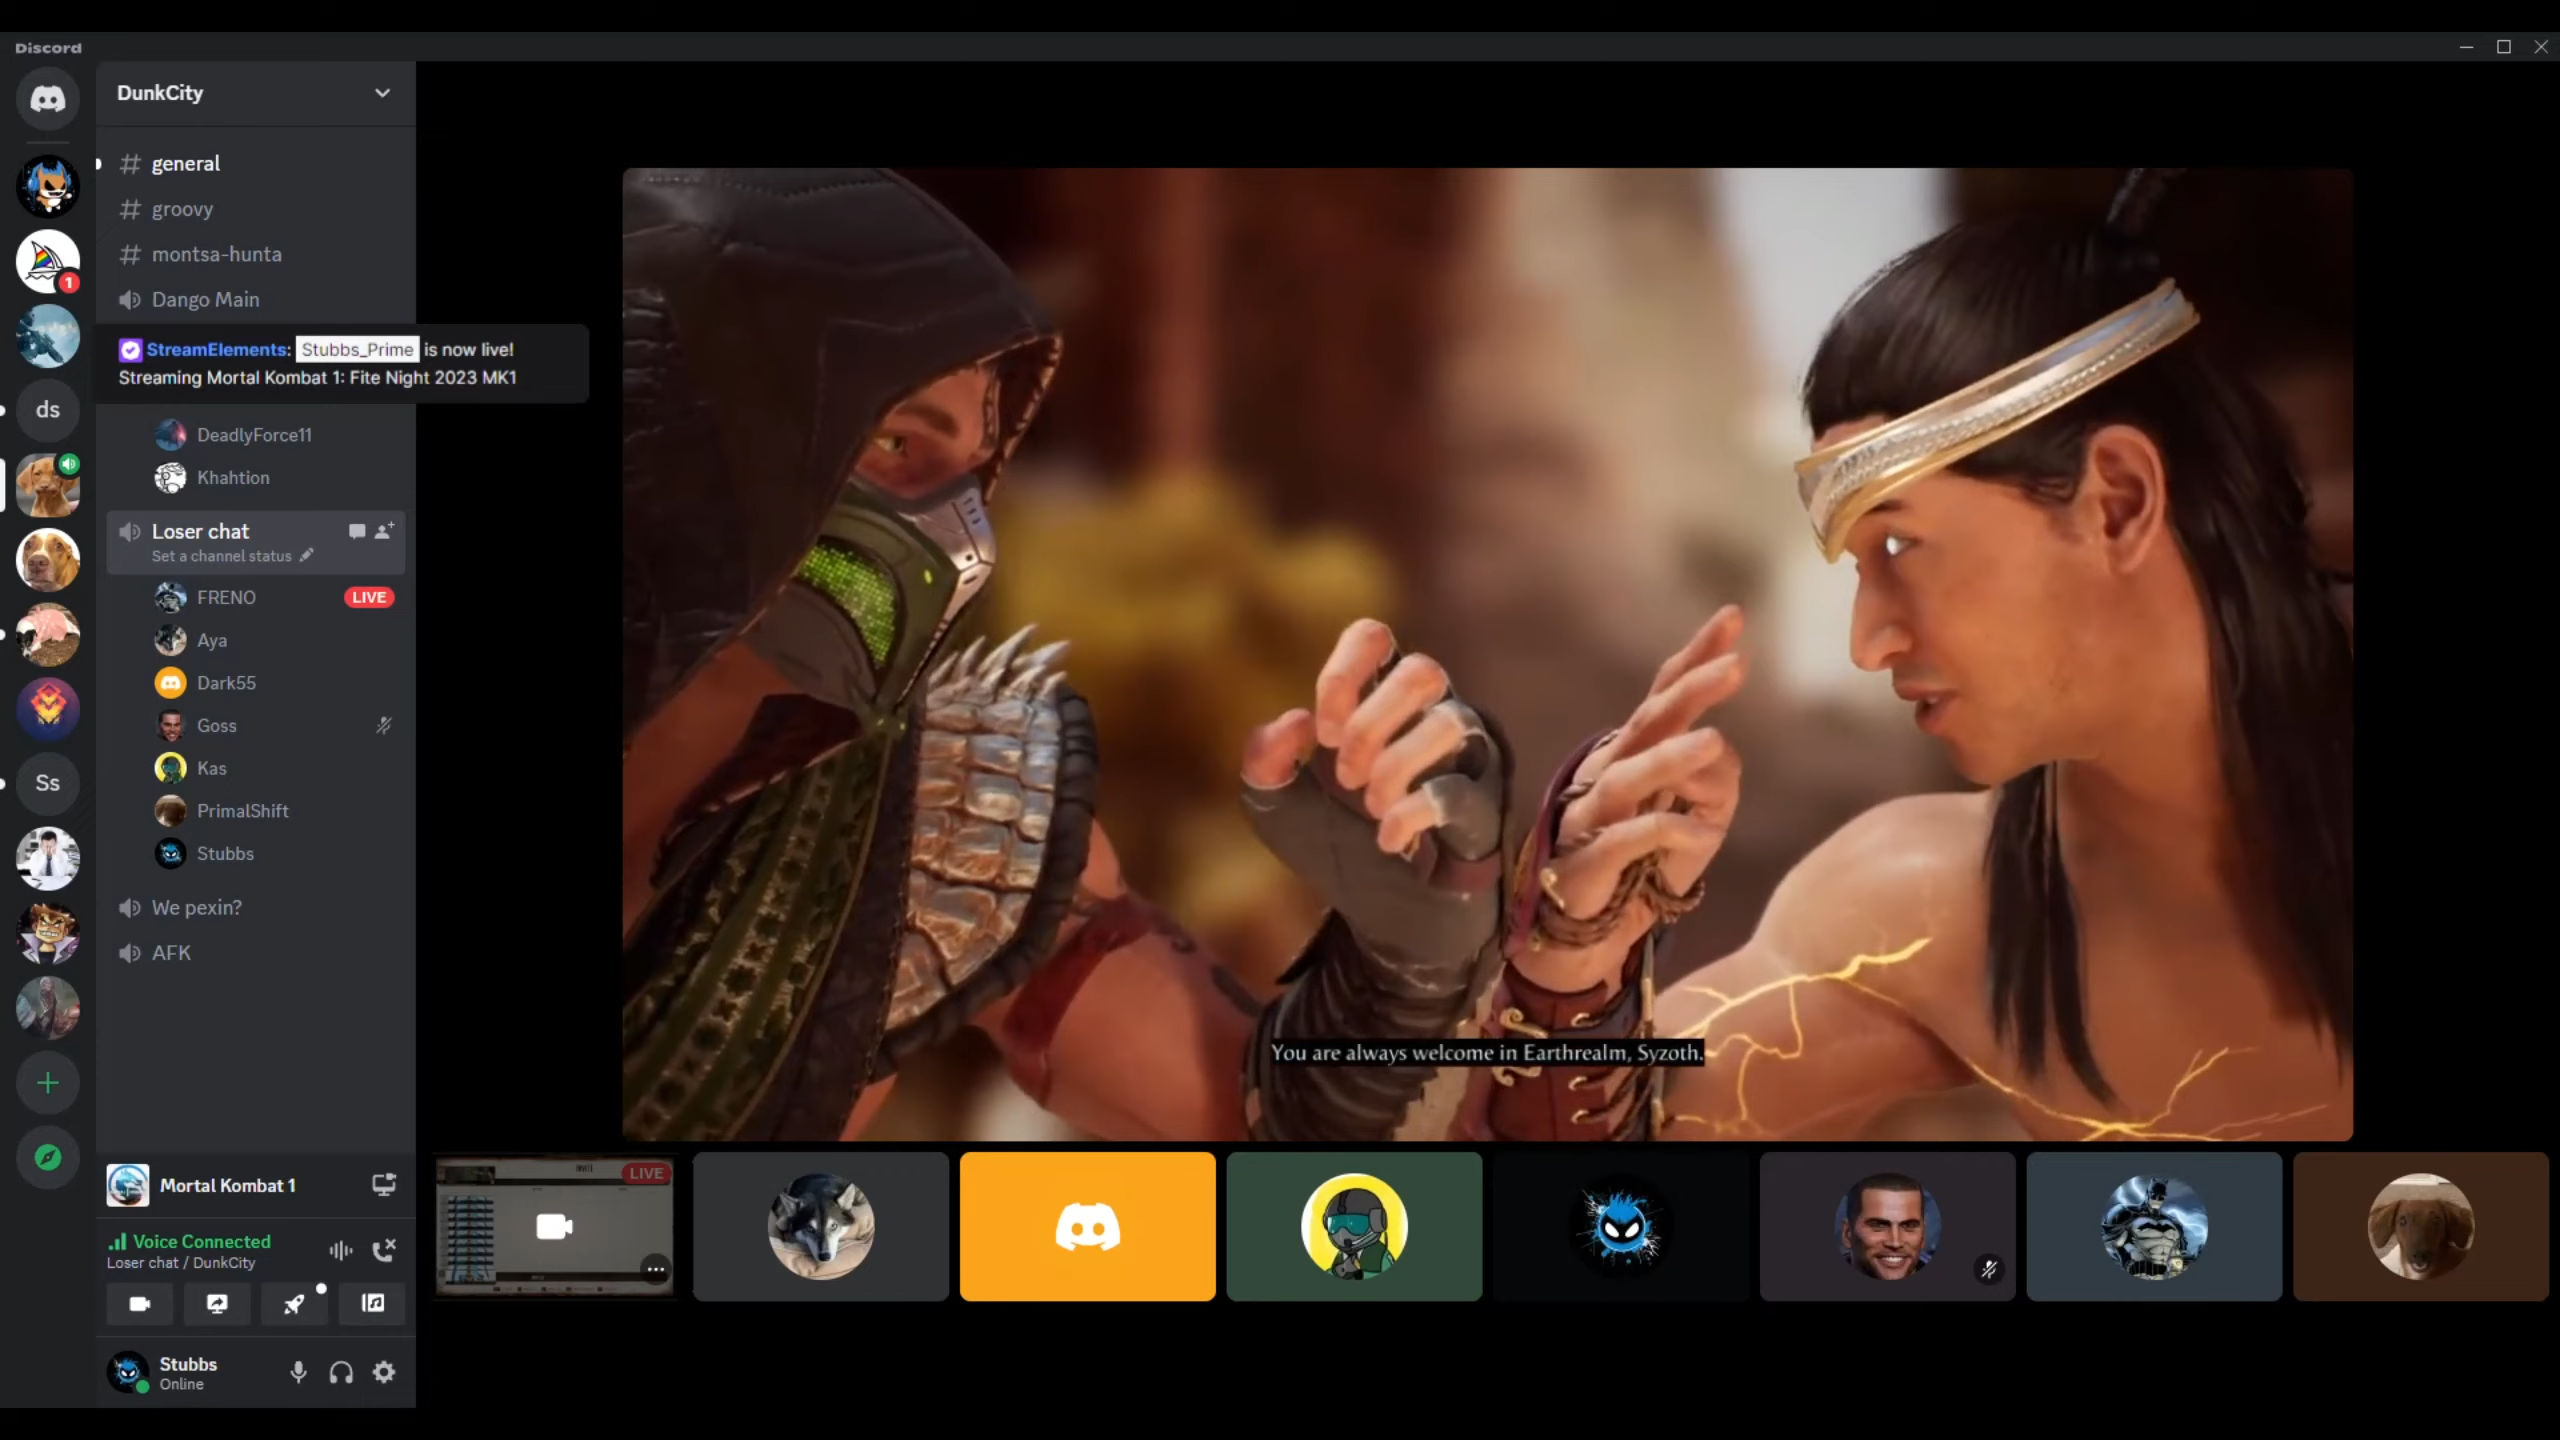 Discord
DunkCity
general
groovy
montsa-hunta
Dango Main
StreamElements: Stubbs_Prime is now live!
Streaming Mortal Kombat 1: Fite Night 2023 MK1
ds
DeadlyForce11
Khahtion
Loser chat
Set a channel status
FRENO LIVE
Aya
Dark55
Goss
Kas
PrimalShift
Stubbs
We pexin?
AFK
1
Ss
You are always welcome in Earthrealm, Syzoth.
LIVE
Mortal Kombat 1
Voice Connected
Loser chat / DunkCity
Stubbs
Online